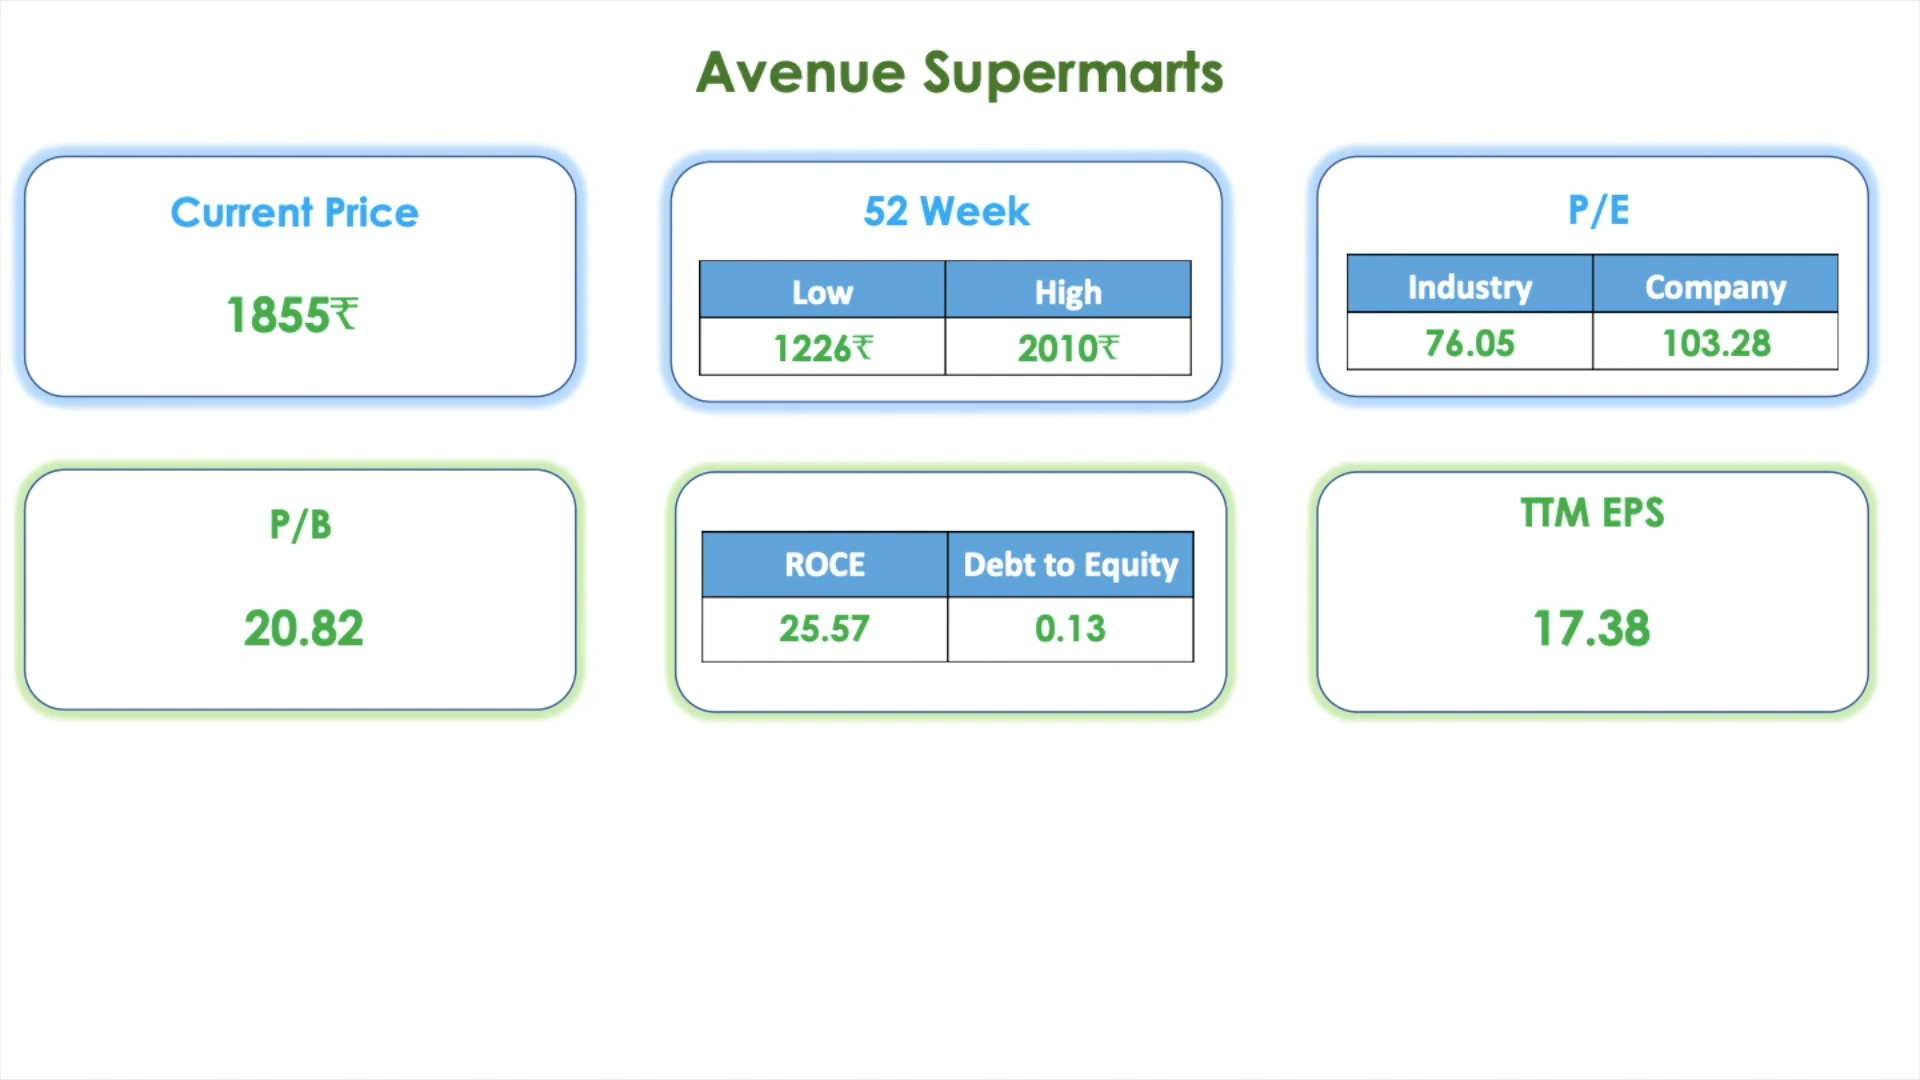 Avenue Supermarts
Current Price
1855₹
52 Week
Low High
1226₹ 2010₹
P/E
Industry Company
76.05 103.28
P/B
20.82
ROCE Debt to Equity
25.57 0.13
TTM EPS
17.38